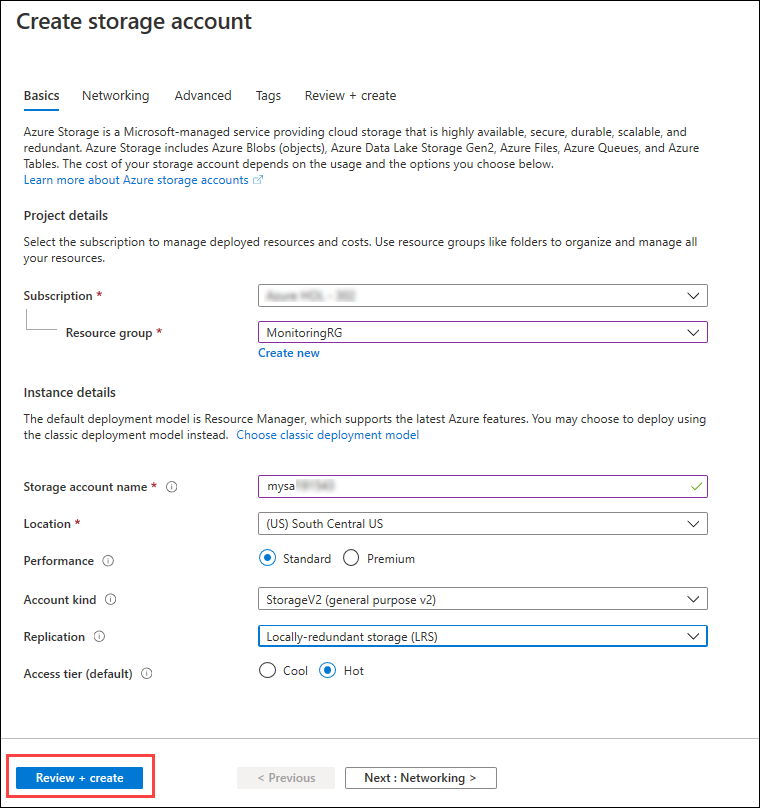 Create storage account
Basics Networking Advanced Tags Review + create
Azure Storage is a Microsoft-managed service providing cloud storage that is highly available, secure, durable, scalable, and
redundant. Azure Storage includes Azure Blobs (objects), Azure Data Lake Storage Gen2, Azure Files, Azure Queues, and Azure
Tables. The cost of your storage account depends on the usage and the options you choose below.
Learn more about Azure storage accounts
Project details
Select the subscription to manage deployed resources and costs. Use resource groups like folders to organize and manage all
your resources.
Subscription *
Resource group * MonitoringRG
Create new
Instance details
The default deployment model is Resource Manager, which supports the latest Azure features. You may choose to deploy using
the classic deployment model instead. Choose classic deployment model
Storage account name * mysa
Location * (US) South Central US
Performance Standard Premium
Account kind StorageV2 (general purpose v2)
Replication Locally-redundant storage (LRS)
Access tier (default) Cool Hot
Review + create < Previous Next : Networking >